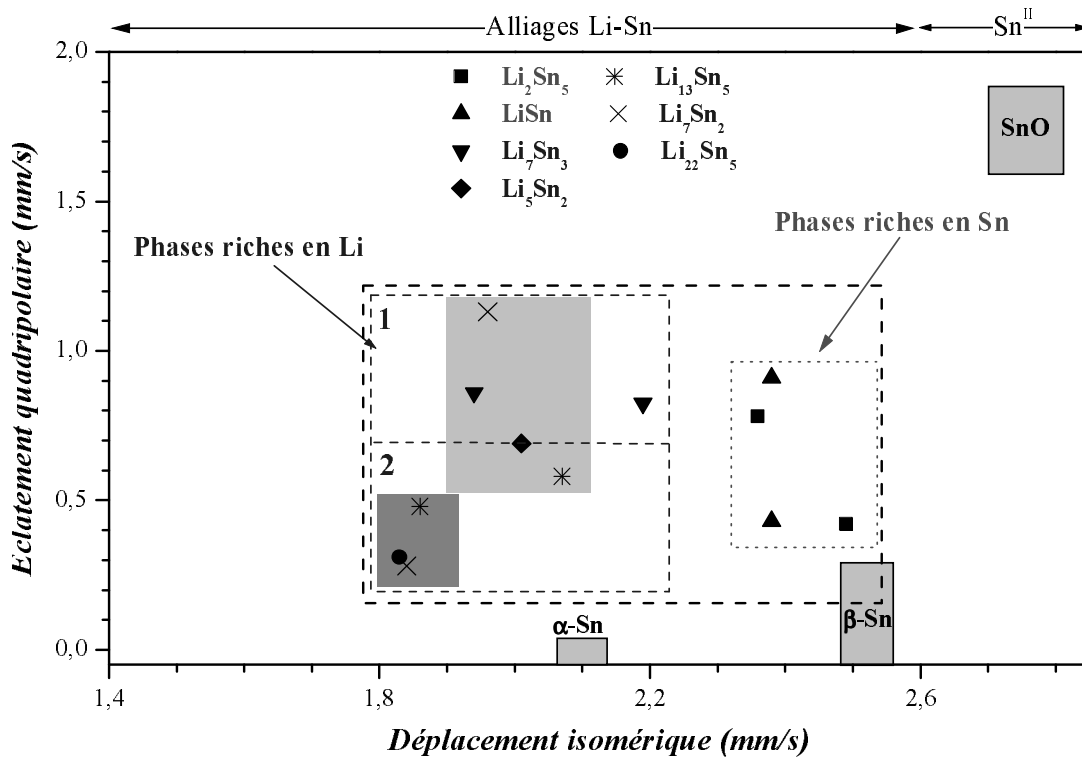 Alliages Li-Sn
Sn^II
2,0
1,5
1,0
0,5
0,0
Eclatement quadripolaire (mm/s)
Li₂Sn₅
Li₁₃Sn₅
LiSn
Li₇Sn₂
Li₇Sn₃
Li₂₂Sn₅
Li₅Sn₂
SnO
Phases riches en Sn
Phases riches en Li
1
2
α-Sn
β-Sn
1,4
1,8
2,2
2,6
Déplacement isomérique (mm/s)